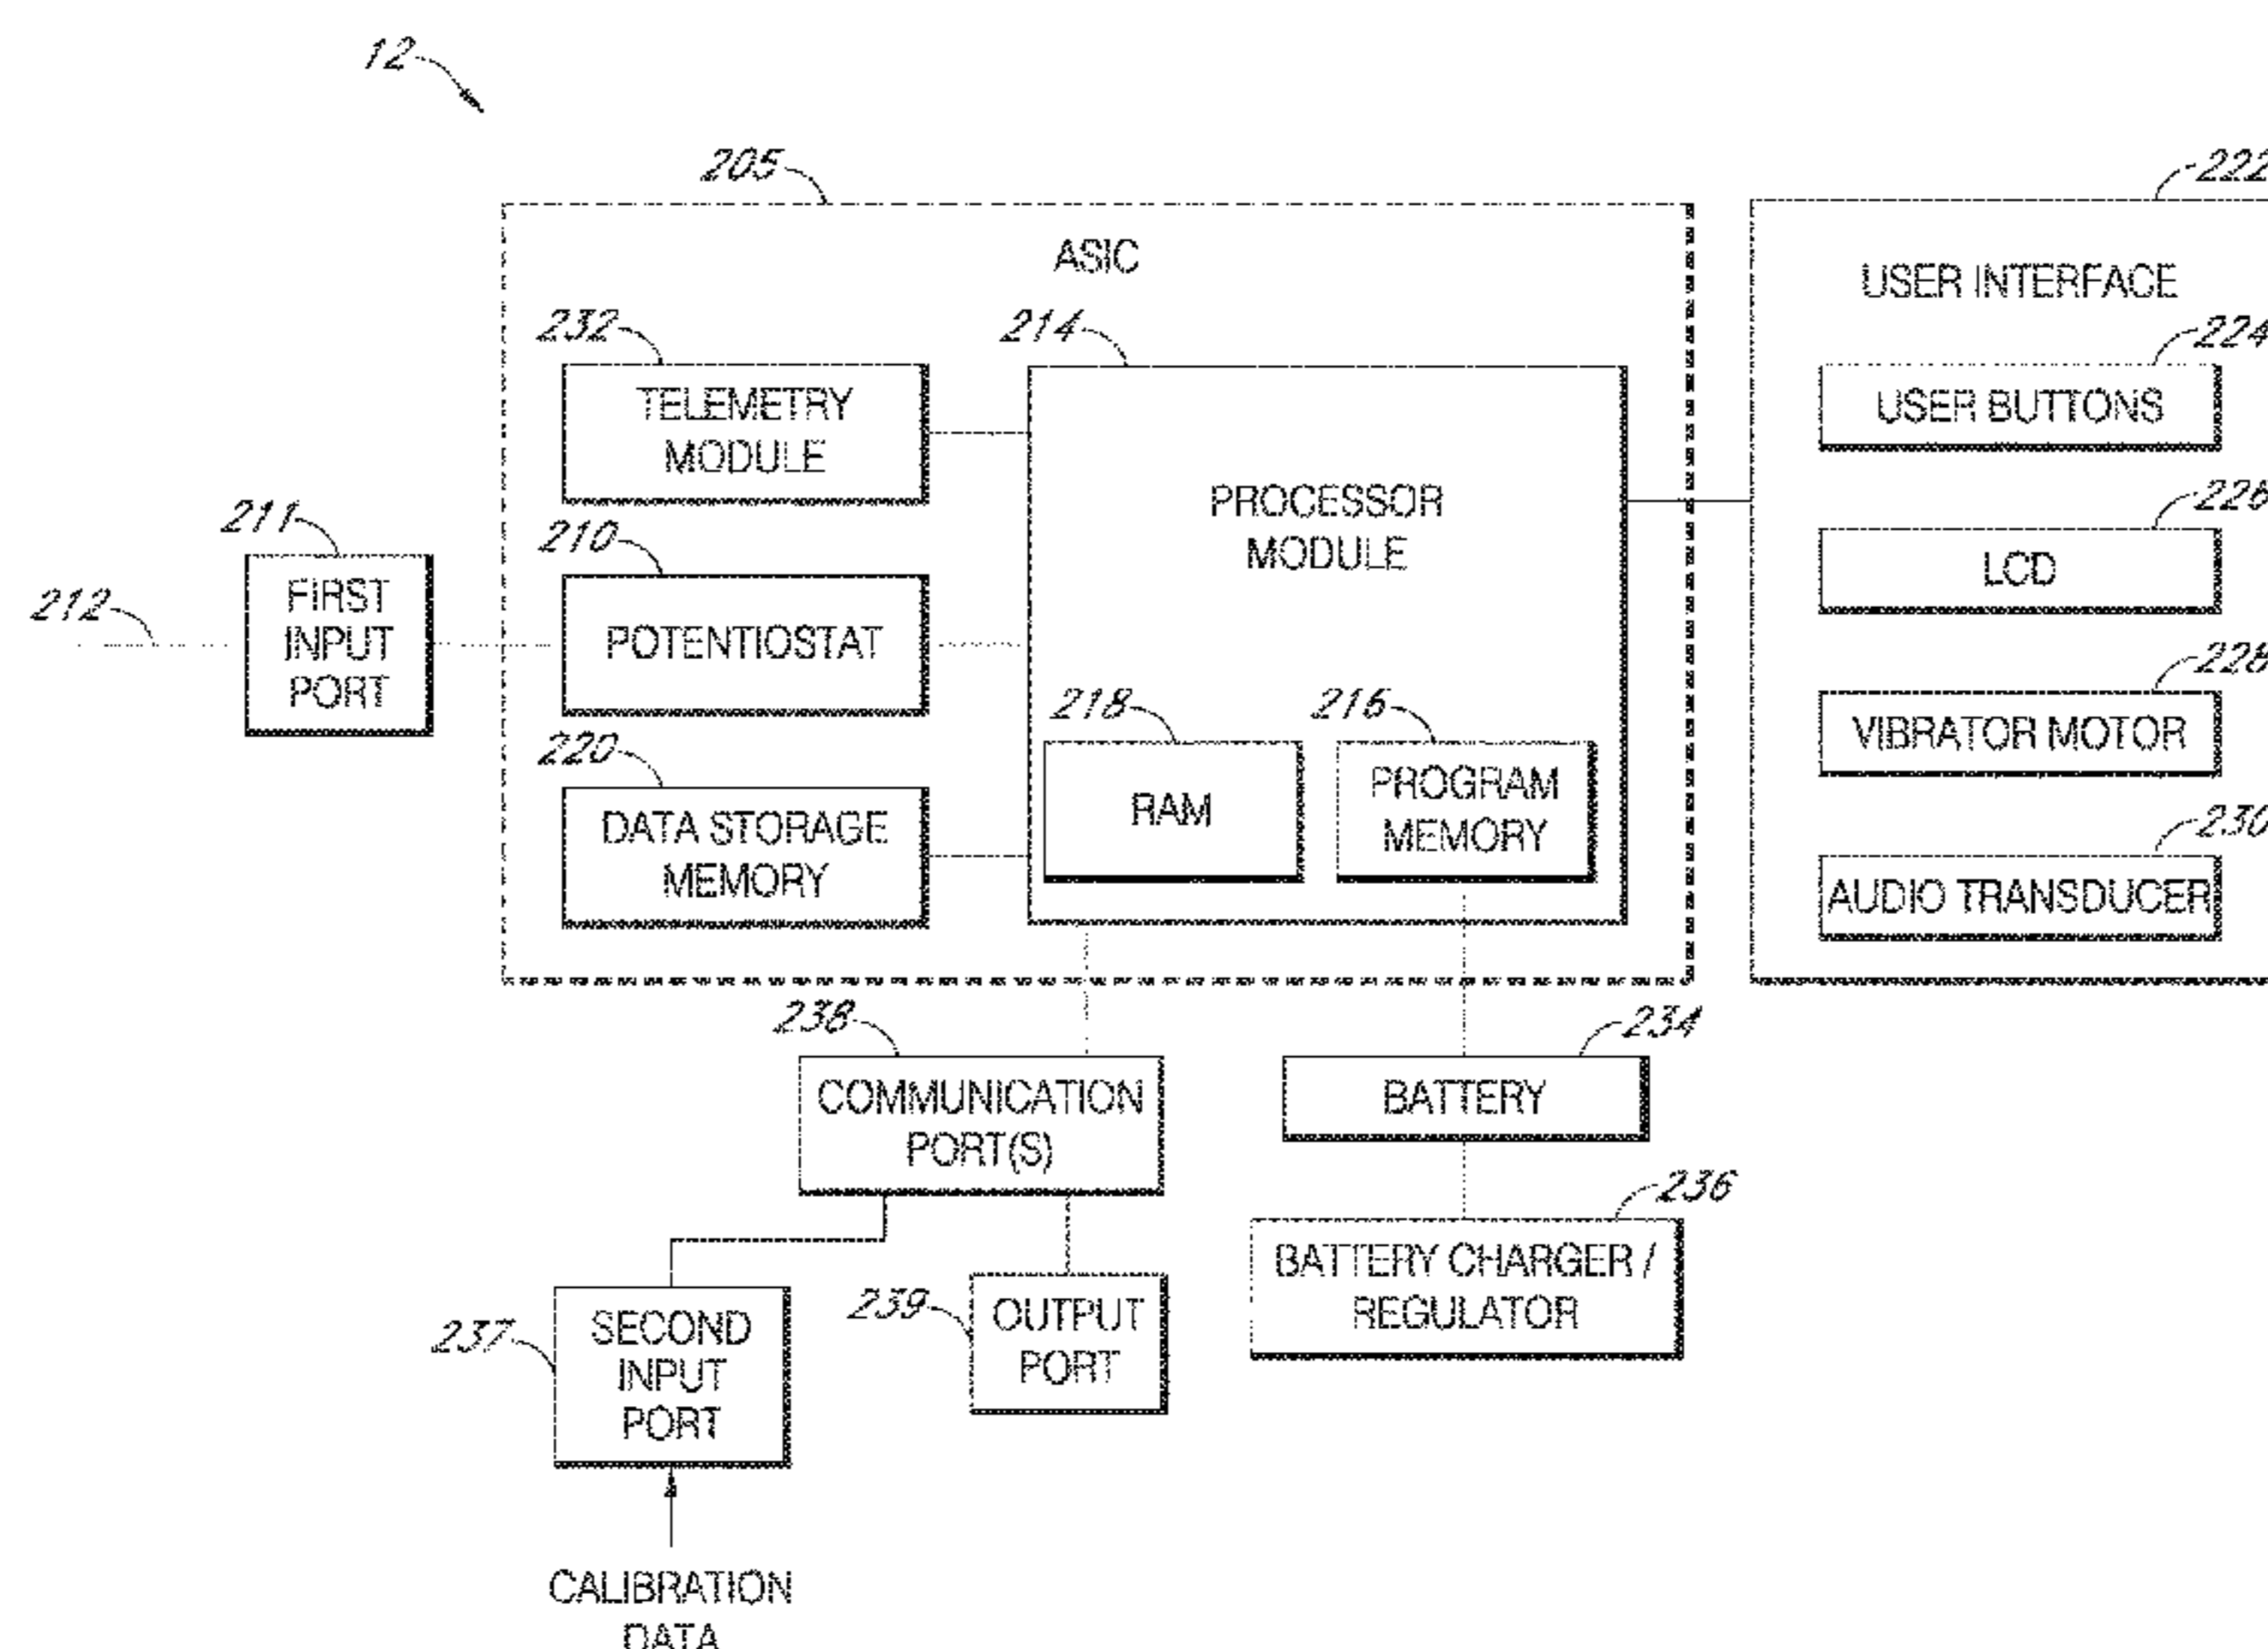 12
205
ASIC
222
USER INTERFACE
232
TELEMETRY
MODULE
214
PROCESSOR
MODULE
224
USER BUTTONS
211
FIRST
INPUT
PORT
212
210
POTENTIOSTAT
226
LCD
228
VIBRATOR MOTOR
220
DATA STORAGE
MEMORY
218
RAM
216
PROGRAM
MEMORY
230
AUDIO TRANSDUCER
238
COMMUNICATION
PORT(S)
234
BATTERY
236
BATTERY CHARGER /
REGULATOR
237
SECOND
INPUT
PORT
239
OUTPUT
PORT
CALIBRATION
DATA